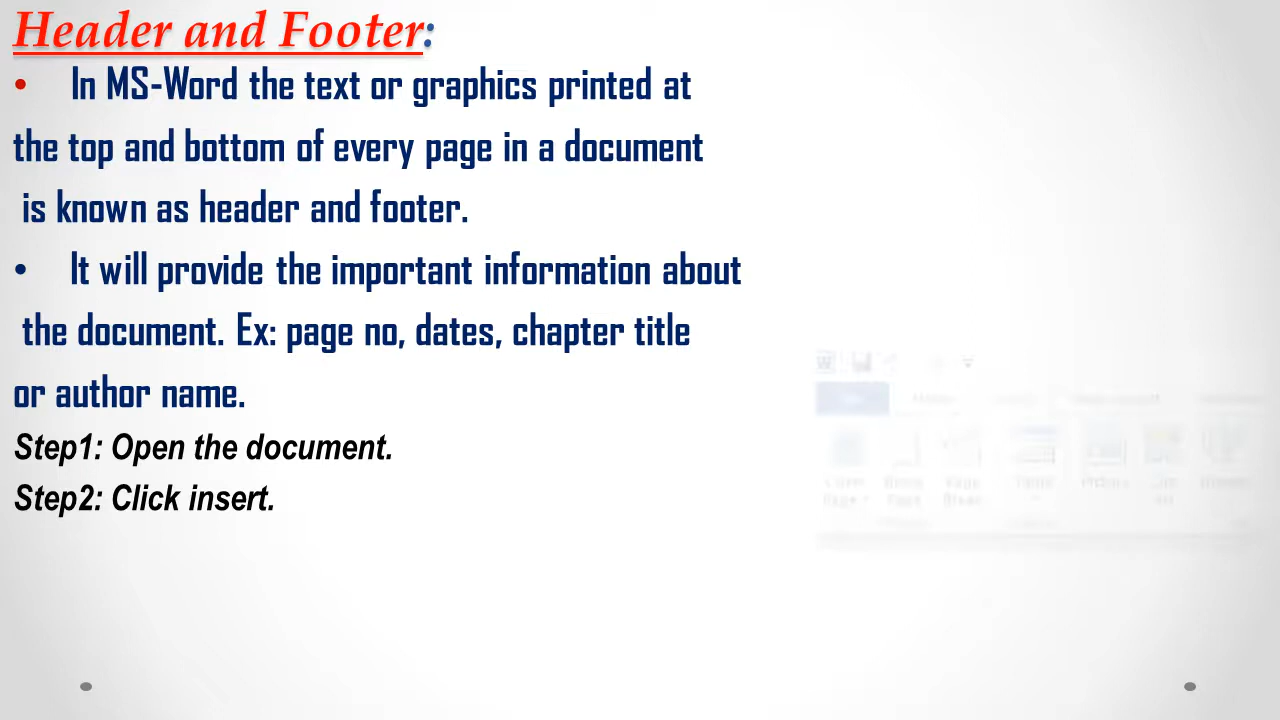 Header and Footer:
• In MS-Word the text or graphics printed at
the top and bottom of every page in a document
is known as header and footer.
• It will provide the important information about
the document. Ex: page no, dates, chapter title
or author name.
Step1: Open the document.
Step2: Click insert.